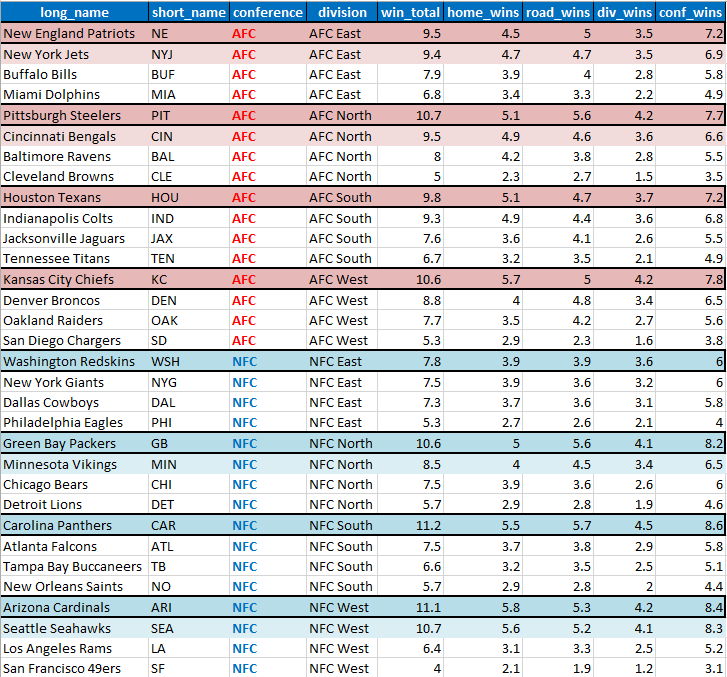 long_name short_name conference division win_total home_wins road_wins div_wins conf_wins
New England Patriots NE AFC AFC East 9.5 4.5 5 3.5 7.2
New York Jets NYJ AFC AFC East 9.4 4.7 4.7 3.5 6.9
Buffalo Bills BUF AFC AFC East 7.9 3.9 4 2.8 5.8
Miami Dolphins MIA AFC AFC East 6.8 3.4 3.3 2.2 4.9
Pittsburgh Steelers PIT AFC AFC North 10.7 5.1 5.6 4.2 7.7
Cincinnati Bengals CIN AFC AFC North 9.5 4.9 4.6 3.6 6.6
Baltimore Ravens BAL AFC AFC North 8 4.2 3.8 2.8 5.5
Cleveland Browns CLE AFC AFC North 5 2.3 2.7 1.5 3.5
Houston Texans HOU AFC AFC South 9.8 5.1 4.7 3.7 7.2
Indianapolis Colts IND AFC AFC South 9.3 4.9 4.4 3.6 6.8
Jacksonville Jaguars JAX AFC AFC South 7.6 3.6 4.1 2.6 5.5
Tennessee Titans TEN AFC AFC South 6.7 3.2 3.5 2.1 4.9
Kansas City Chiefs KC AFC AFC West 10.6 5.7 5 4.2 7.8
Denver Broncos DEN AFC AFC West 8.8 4 4.8 3.4 6.5
Oakland Raiders OAK AFC AFC West 7.7 3.5 4.2 2.7 5.6
San Diego Chargers SD AFC AFC West 5.3 2.9 2.3 1.6 3.8
Washington Redskins WSH NFC NFC East 7.8 3.9 3.9 3.6 6
New York Giants NYG NFC NFC East 7.5 3.9 3.6 3.2 6
Dallas Cowboys DAL NFC NFC East 7.3 3.7 3.6 3.1 5.8
Philadelphia Eagles PHI NFC NFC East 5.3 2.7 2.6 2.1 4
Green Bay Packers GB NFC NFC North 10.6 5 5.6 4.1 8.2
Minnesota Vikings MIN NFC NFC North 8.5 4 4.5 3.4 6.5
Chicago Bears CHI NFC NFC North 7.5 3.9 3.6 2.6 6
Detroit Lions DET NFC NFC North 5.7 2.9 2.8 1.9 4.6
Carolina Panthers CAR NFC NFC South 11.2 5.5 5.7 4.5 8.6
Atlanta Falcons ATL NFC NFC South 7.5 3.7 3.8 2.9 5.8
Tampa Bay Buccaneers TB NFC NFC South 6.6 3.2 3.5 2.5 5.1
New Orleans Saints NO NFC NFC South 5.7 2.9 2.8 2 4.4
Arizona Cardinals ARI NFC NFC West 11.1 5.8 5.3 4.2 8.4
Seattle Seahawks SEA NFC NFC West 10.7 5.6 5.2 4.1 8.3
Los Angeles Rams LA NFC NFC West 6.4 3.1 3.3 2.5 5.2
San Francisco 49ers SF NFC NFC West 4 2.1 1.9 1.2 3.1